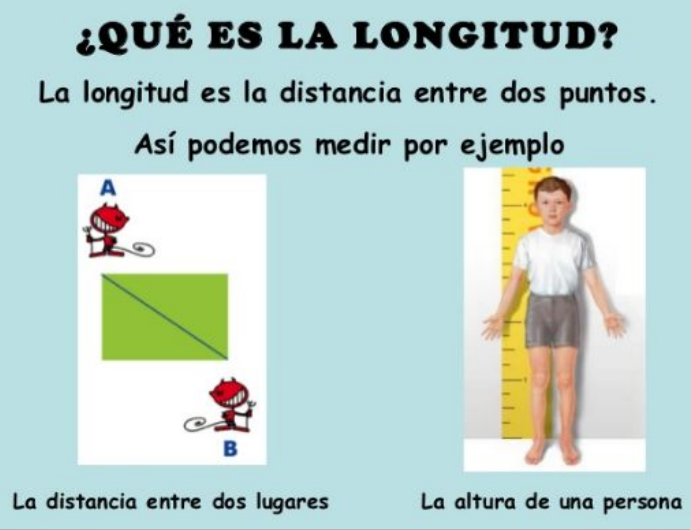 ¿QUÉ ES LA LONGITUD?
La longitud es la distancia entre dos puntos.
Así podemos medir por ejemplo
A
B
La distancia entre dos lugares
La altura de una persona